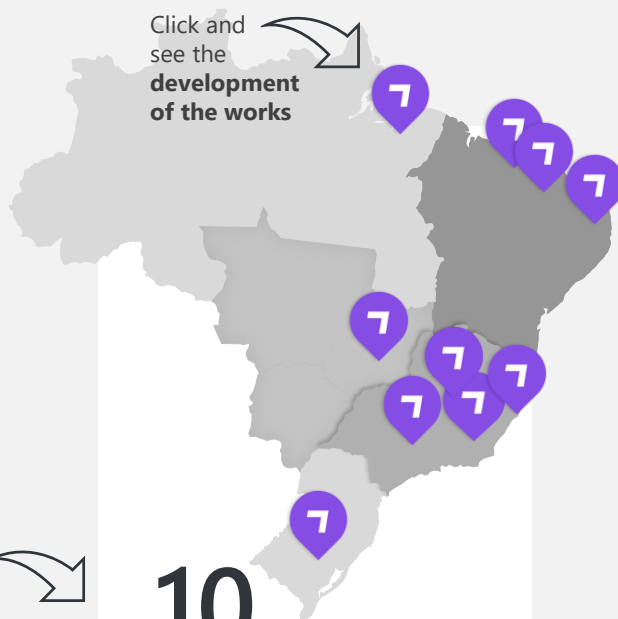 Click and
see the
development
of the works
10